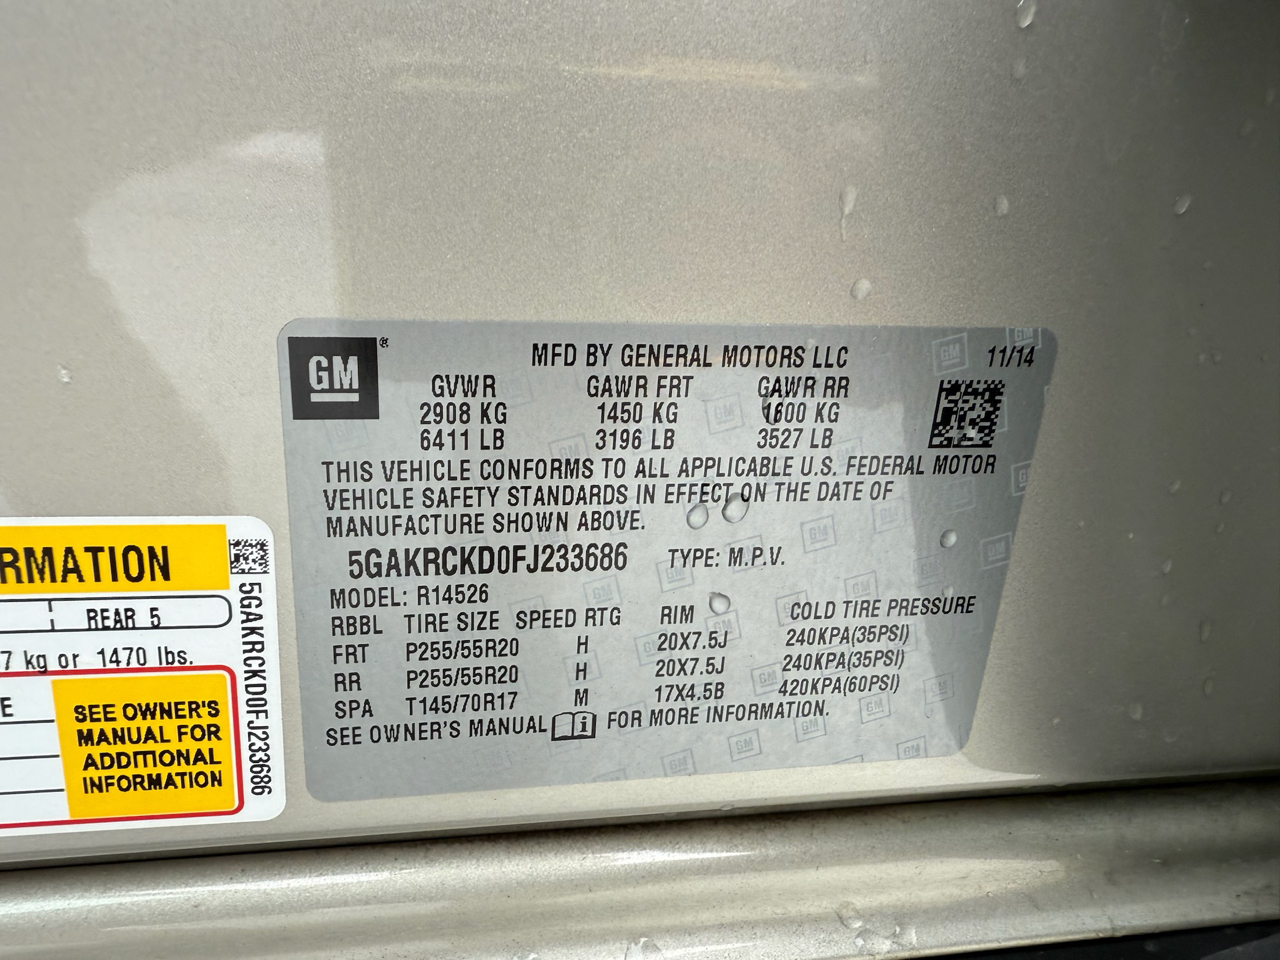 GM ®
MFD BY GENERAL MOTORS LLC 11/14
GVWR GAWR FRT GAWR RR
2908 KG 1450 KG 1600 KG
6411 LB 3196 LB 3527 LB
THIS VEHICLE CONFORMS TO ALL APPLICABLE U.S. FEDERAL MOTOR
VEHICLE SAFETY STANDARDS IN EFFECT ON THE DATE OF
MANUFACTURE SHOWN ABOVE.
5GAKRCKD0FJ233686 TYPE: M.P.V.
MODEL: R14526
RBBL TIRE SIZE SPEED RTG RIM COLD TIRE PRESSURE
FRT P255/55R20 H 20X7.5J 240KPA(35PSI)
RR P255/55R20 H 20X7.5J 240KPA(35PSI)
SPA T145/70R17 M 17X4.5B 420KPA(60PSI)
SEE OWNER'S MANUAL FOR MORE INFORMATION.
RMATION
REAR 5
7 kg or 1470 lbs.
E
SEE OWNER'S
MANUAL FOR
ADDITIONAL
INFORMATION
5GAKRCKD0FJ233686